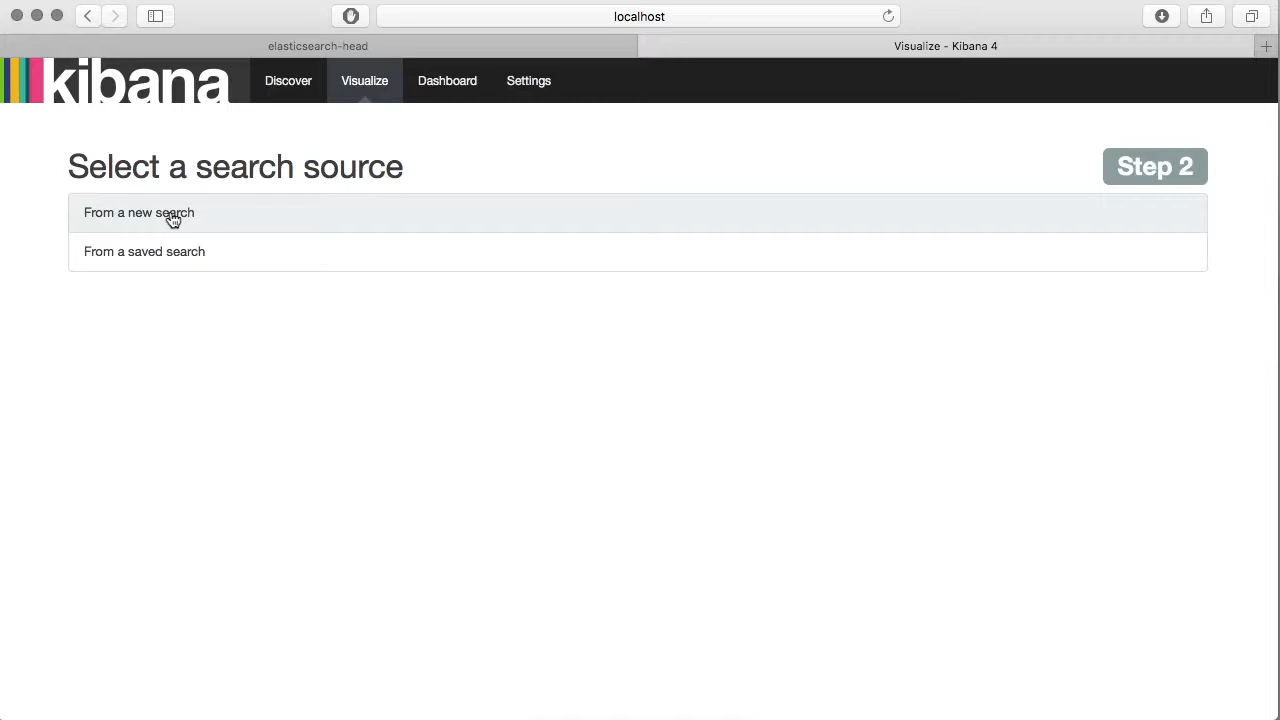 localhost
elasticsearch-head
Visualize - Kibana 4
kibana
Discover
Visualize
Dashboard
Settings
Select a search source
Step 2
From a new search
From a saved search